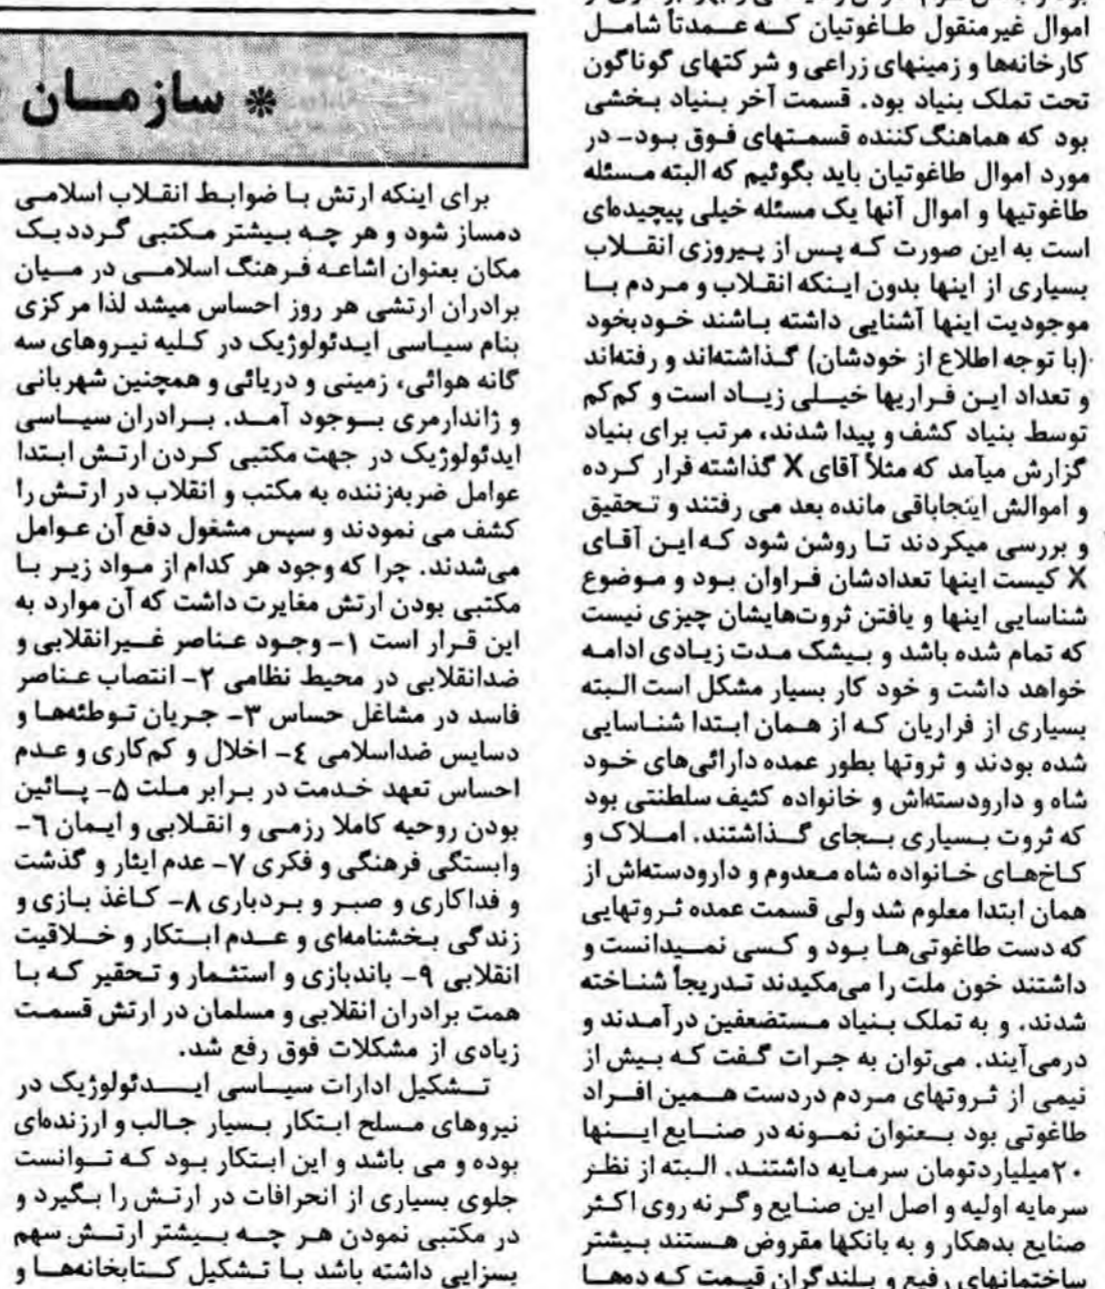 اموال غیرمنقول طاغوتیان که عمدتاً شامل
کارخانه‌ها و زمینهای زراعی و شرکتهای گوناگون
تحت تملک بنیاد بود. قسمت آخر بنیاد بخشی
بود که هماهنگ‌کننده قسمتهای فوق بود- در
مورد اموال طاغوتیان باید بگوئیم که البته مسئله
طاغوتیها و اموال آنها یک مسئله خیلی پیچیده‌ای
است به این صورت که پس از پیروزی انقلاب
بسیاری از اینها بدون اینکه انقلاب و مردم با
موجودیت اینها آشنایی داشته باشند خودبخود
(با توجه اطلاع از خودشان) گذاشته‌اند و رفته‌اند
و تعداد این فراریها خیلی زیاد است و کم‌کم
توسط بنیاد کشف و پیدا شدند، مرتب برای بنیاد
گزارش میآمد که مثلاً آقای X گذاشته فرار کرده
و اموالش اینجاباقی مانده بعد می رفتند و تحقیق
و بررسی میکردند تا روشن شود که این آقای
X کیست اینها تعدادشان فراوان بود و موضوع
شناسایی اینها و یافتن ثروت‌هایشان چیزی نیست
که تمام شده باشد و بیشک مدت زیادی ادامه
خواهد داشت و خود کار بسیار مشکل است البته
بسیاری از فراریان که از همان ابتدا شناسایی
شده بودند و ثروتها بطور عمده دارائی‌های خود
شاه و دارودسته‌اش و خانواده کثیف سلطنتی بود
که ثروت بسیاری بجای گذاشتند. املاک و
کاخ‌های خانواده شاه معدوم و دارودسته‌اش از
همان ابتدا معلوم شد ولی قسمت عمده ثروتهایی
که دست طاغوتی‌ها بود و کسی نمیدانست و
داشتند خون ملت را می‌مکیدند تدریجاً شناخته
شدند. و به تملک بنیاد مستضعفین درآمدند و
درمی‌آیند. می‌توان به جرات گفت که بیش از
نیمی از ثروتهای مردم دردست همین افراد
طاغوتی بود بعنوان نمونه در صنایع اینها
۲۰میلیاردتومان سرمایه داشتند. البته از نظر
سرمایه اولیه و اصل این صنایع وگرنه روی اکثر
صنایع بدهکار و به بانکها مقروض هستند بیشتر
ساختمانهای رفیع و بلندگران قیمت که دهها
* سازمان
برای اینکه ارتش با ضوابط انقلاب اسلامی
دمساز شود و هر چه بیشتر مکتبی گردد یک
مکان بعنوان اشاعه فرهنگ اسلامی در میان
برادران ارتشی هر روز احساس میشد لذا مرکزی
بنام سیاسی ایدئولوژیک در کلیه نیروهای سه
گانه هوائی، زمینی و دریائی و همچنین شهربانی
و ژاندارمری بوجود آمد. برادران سیاسی
ایدئولوژیک در جهت مکتبی کردن ارتش ابتدا
عوامل ضربه‌زننده به مکتب و انقلاب در ارتش را
کشف می نمودند و سپس مشغول دفع آن عوامل
می‌شدند. چرا که وجود هر کدام از مواد زیر با
مکتبی بودن ارتش مغایرت داشت که آن موارد به
این قرار است ۱- وجود عناصر غیرانقلابی و
ضدانقلابی در محیط نظامی ۲- انتصاب عناصر
فاسد در مشاغل حساس ۳- جریان توطئه‌ها و
دسایس ضداسلامی ٤- اخلال و کم‌کاری و عدم
احساس تعهد خدمت در برابر ملت ۵- پائین
بودن روحیه کاملا رزمی و انقلابی و ایمان ٦-
وابستگی فرهنگی و فکری ۷- عدم ایثار و گذشت
و فداکاری و صبر و بردباری ۸- کاغذ بازی و
زندگی بخشنامه‌ای و عدم ابتکار و خلاقیت
انقلابی ۹- باندبازی و استثمار و تحقیر که با
همت برادران انقلابی و مسلمان در ارتش قسمت
زیادی از مشکلات فوق رفع شد.
تشکیل ادارات سیاسی ایدئولوژیک در
نیروهای مسلح ابتکار بسیار جالب و ارزنده‌ای
بوده و می باشد و این ابتکار بود که توانست
جلوی بسیاری از انحرافات در ارتش را بگیرد و
در مکتبی نمودن هر چه بیشتر ارتش سهم
بسزایی داشته باشد با تشکیل کتابخانه‌ها و